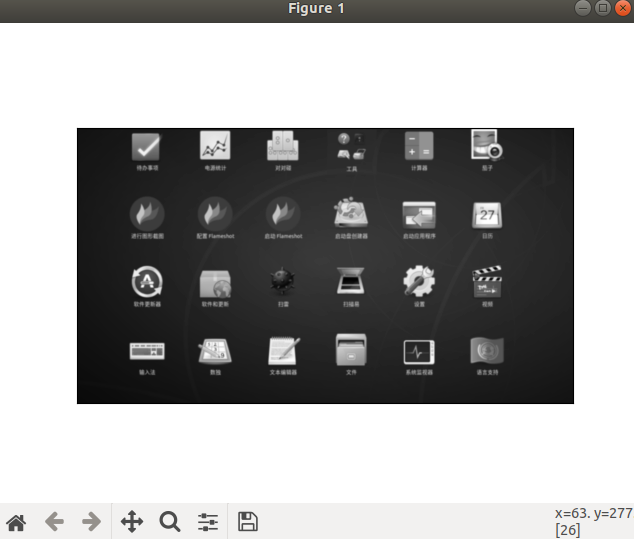 Figure 1
待办事项
电源统计
对对碰
工具
计算器
茄子
进行图形截图
配置 Flameshot
启动 Flameshot
启动盘创建器
启动应用程序
27
日历
软件更新器
软件和更新
扫雷
扫描易
设置
视频
输入法
数独
文本编辑器
文件
系统监视器
语言支持
x=63. y=277
[26]